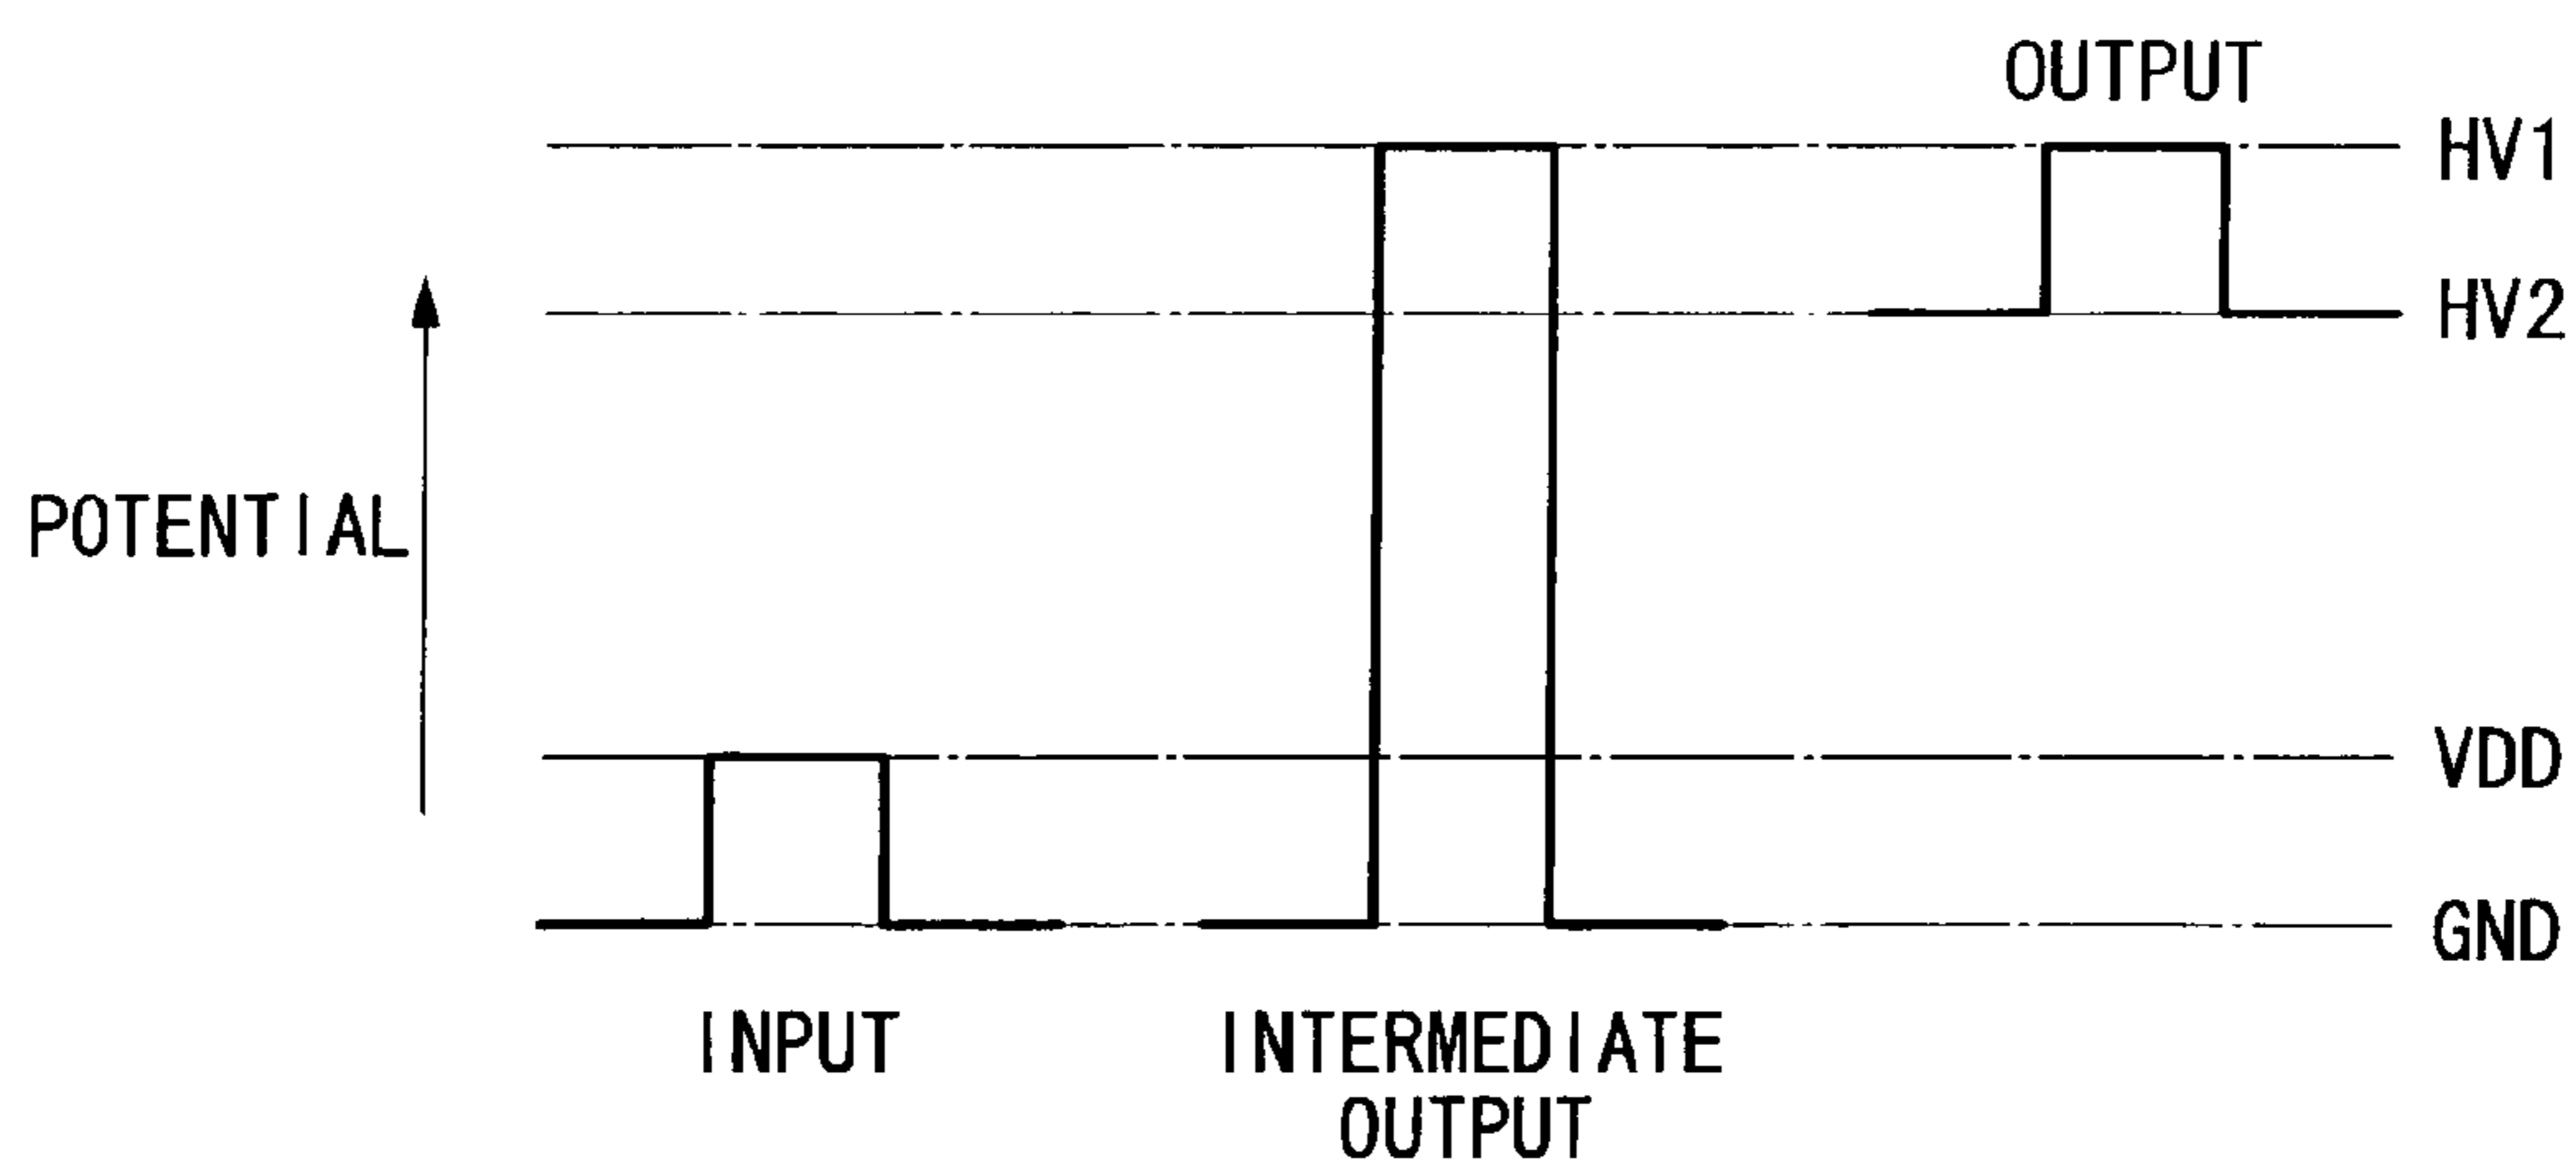 OUTPUT
HV1
HV2
POTENTIAL
VDD
GND
INPUT
INTERMEDIATE
OUTPUT